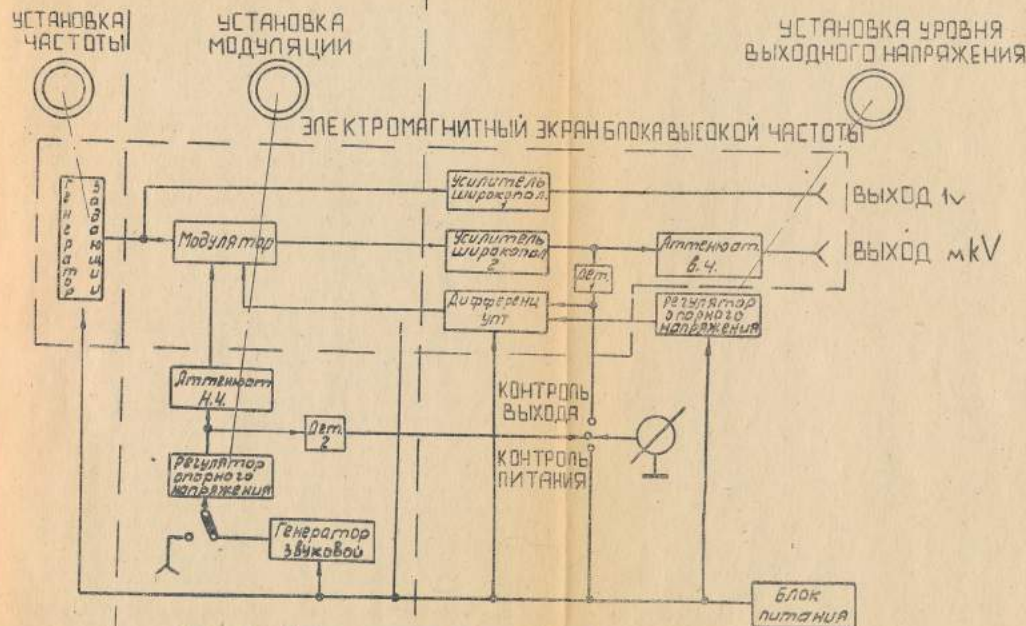 УСТАНОВКА
ЧАСТОТЫ
УСТАНОВКА
МОДУЛЯЦИИ
УСТАНОВКА УРОВНЯ
ВЫХОДНОГО НАПРЯЖЕНИЯ
ЭЛЕКТРОМАГНИТНЫЙ ЭКРАН БЛОКА ВЫСОКОЙ ЧАСТОТЫ
Задающий
Генератор
Модулятор
Усилитель
широкопол.
1
ВЫХОД 1v
Усилитель
широкопол
2
Аттенюат.
в.ч.
ВЫХОД мkV
Дет.
1
Дифференц
УПТ
Регулятор
опорного
напряжения
Аттенюат
Н.Ч.
Дет.
2
КОНТРОЛЬ
ВЫХОДА
КОНТРОЛЬ
ПИТАНИЯ
Регулятор
опорного
напряжения
Генератор
звуковой
Блок
питания